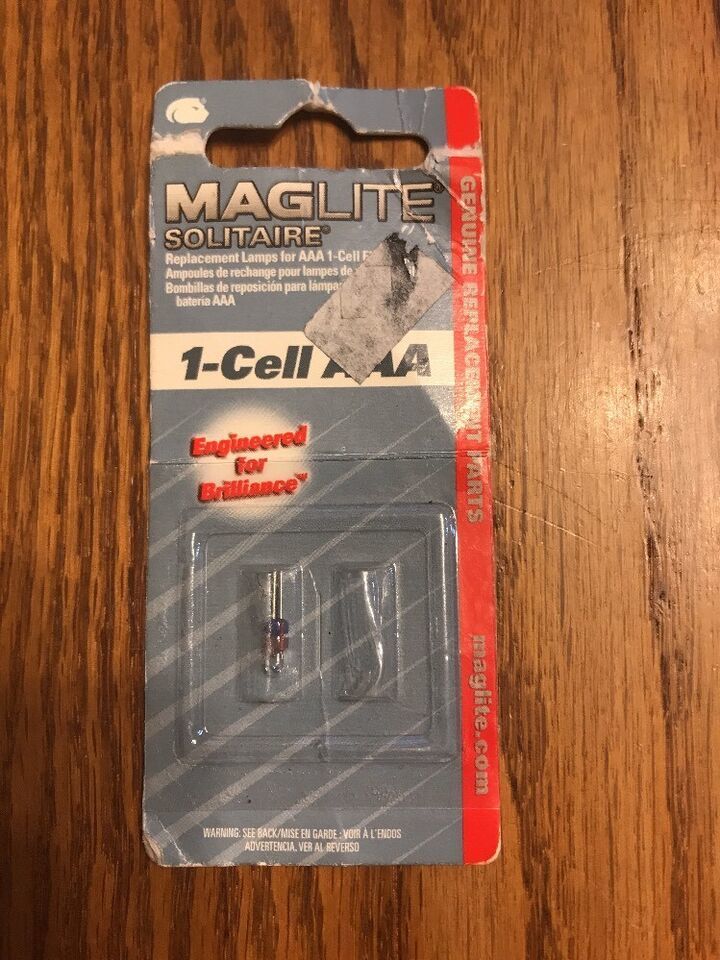 MAGLITE®
SOLITAIRE®
Replacement Lamps for AAA 1-Cell
Ampoules de rechange pour lampes de
Bombillas de reposición para
batería AAA
1-Cell AAA
Engineered
for
Brilliance™
GENUINE REPLACEMENT PARTS
maglite.com
WARNING: SEE BACK/MISE EN GARDE : VOIR À L'ENDOS
ADVERTENCIA, VER AL REVERSO